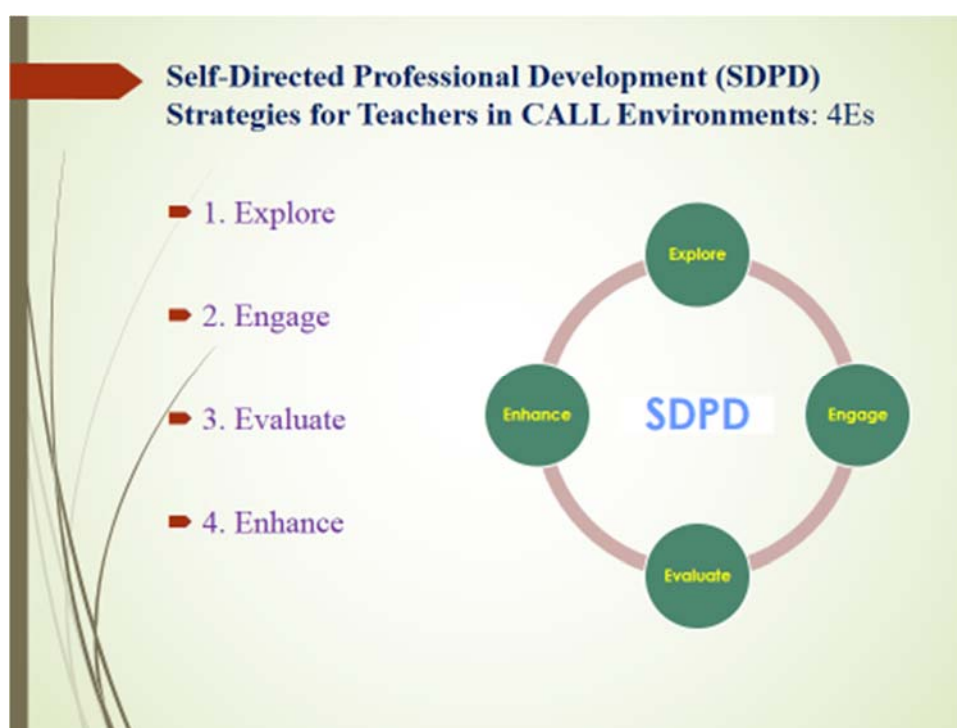 Self-Directed Professional Development (SDPD)
Strategies for Teachers in CALL Environments: 4Es
1. Explore
2. Engage
3. Evaluate
4. Enhance
Explore
Enhance
SDPD
Engage
Evaluate